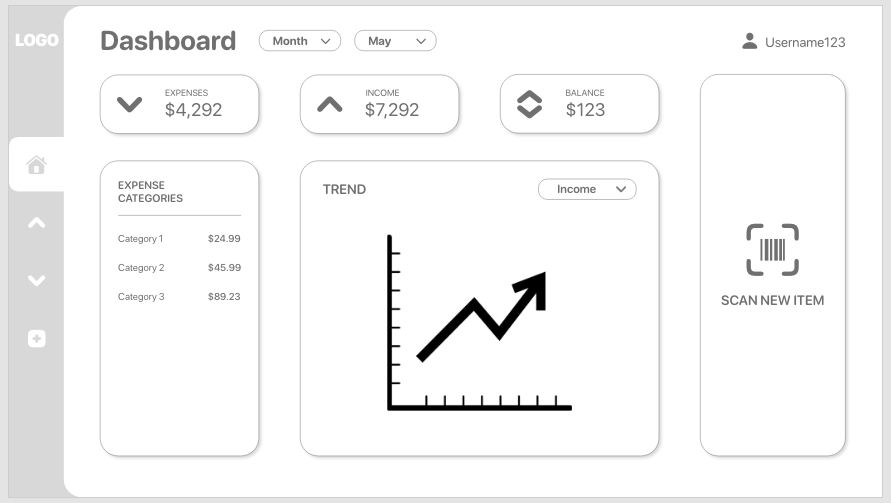 LOGO
Dashboard
Month
May
Username123
EXPENSES
$4,292
INCOME
$7,292
BALANCE
$123
EXPENSE
CATEGORIES
Category 1 $24.99
Category 2 $45.99
Category 3 $89.23
TREND
Income
SCAN NEW ITEM